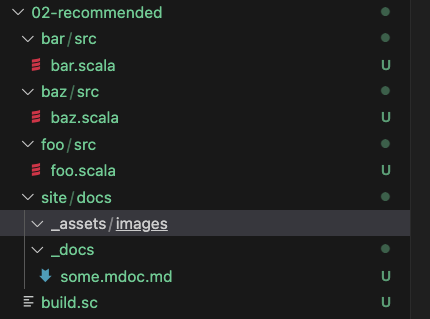 02-recommended
bar/src
bar.scala U
baz/src
baz.scala U
foo/src
foo.scala U
site/docs
_assets/images
_docs
some.mdoc.md U
build.sc U